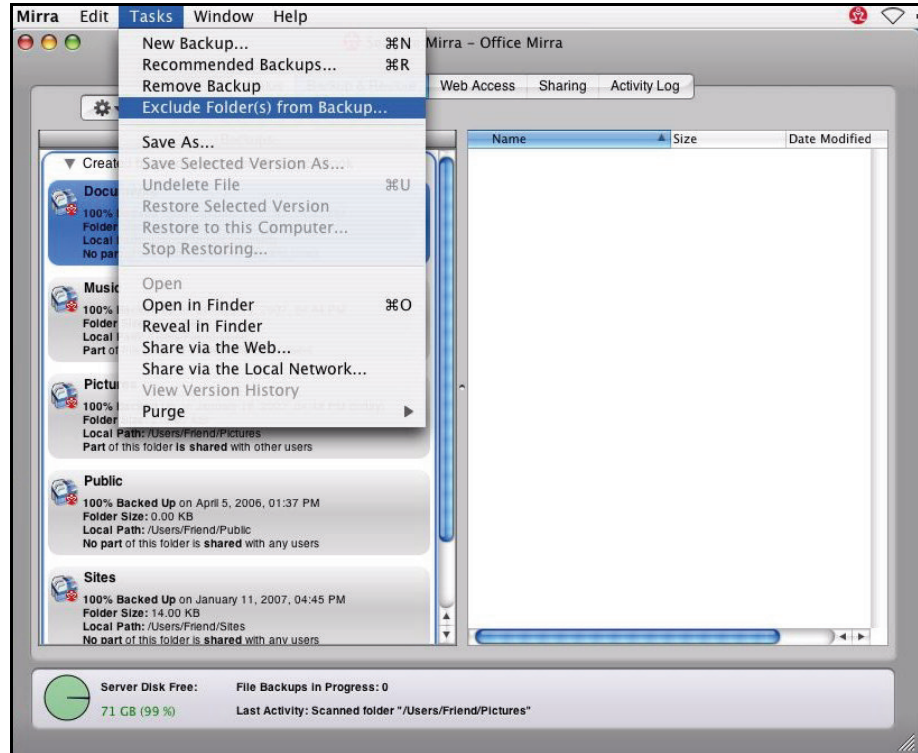 Mirra Edit Tasks Window Help
Mirra – Office Mirra
New Backup... ⌘N
Recommended Backups... ⌘R
Remove Backup
Exclude Folder(s) from Backup...
Save As...
Save Selected Version As...
Undelete File ⌘U
Restore Selected Version
Restore to this Computer...
Stop Restoring...
Open
Open in Finder ⌘O
Reveal in Finder
Share via the Web...
Share via the Local Network...
View Version History
Purge
Web Access Sharing Activity Log
Name Size Date Modified
100%
Folder
Local
No
Music
100%
Folder
Local
Part of
100%
Folder
Local Path: /Users/Friend/Pictures
Part of this folder is shared with other users
Public
100% Backed Up on April 5, 2006, 01:37 PM
Folder Size: 0.00 KB
Local Path: /Users/Friend/Public
No part of this folder is shared with any users
Sites
100% Backed Up on January 11, 2007, 04:45 PM
Folder Size: 14.00 KB
Local Path: /Users/Friend/Sites
No part of this folder is shared with any users
Server Disk Free: File Backups in Progress: 0
71 GB (99 %) Last Activity: Scanned folder "/Users/Friend/Pictures"